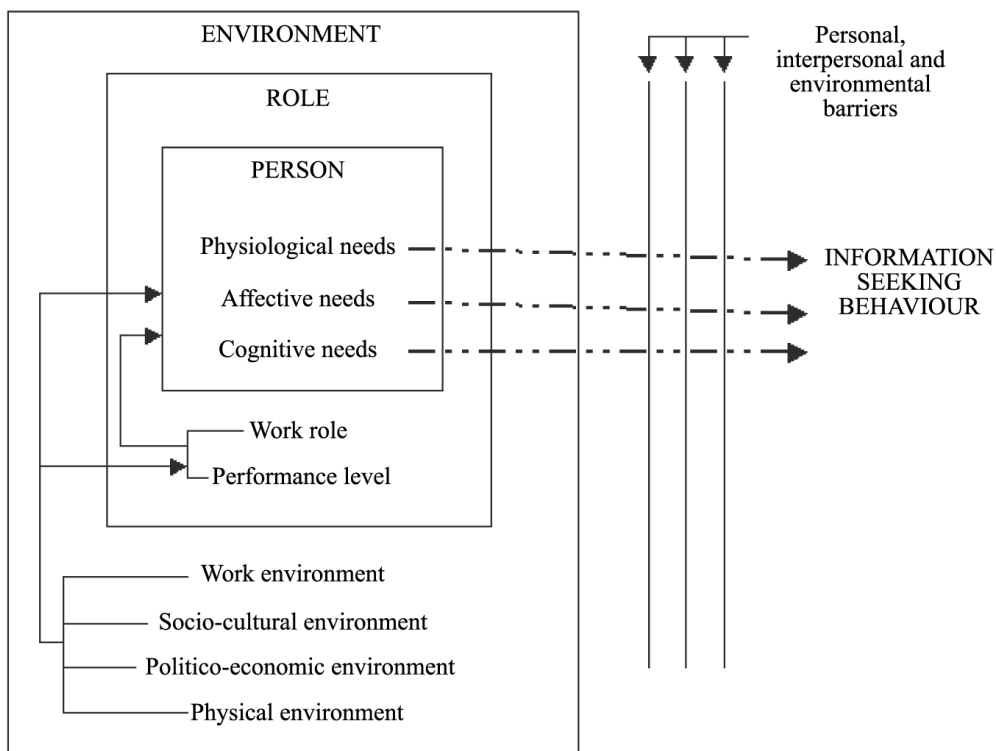 ENVIRONMENT
ROLE
PERSON
Physiological needs
Affective needs
Cognitive needs
Work role
Performance level
Work environment
Socio-cultural environment
Politico-economic environment
Physical environment
Personal,
interpersonal and
environmental
barriers
INFORMATION
SEEKING
BEHAVIOUR